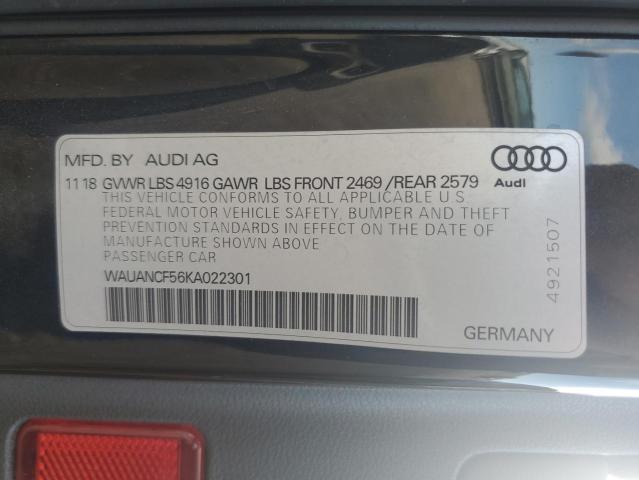 MFD. BY AUDI AG
11 18 GVWR LBS 4916 GAWR LBS FRONT 2469 / REAR 2579
THIS VEHICLE CONFORMS TO ALL APPLICABLE U S
FEDERAL MOTOR VEHICLE SAFETY, BUMPER AND THEFT
PREVENTION STANDARDS IN EFFECT ON THE DATE OF
MANUFACTURE SHOWN ABOVE
PASSENGER CAR
WAUANCF56KA022301
Audi
4921507
GERMANY